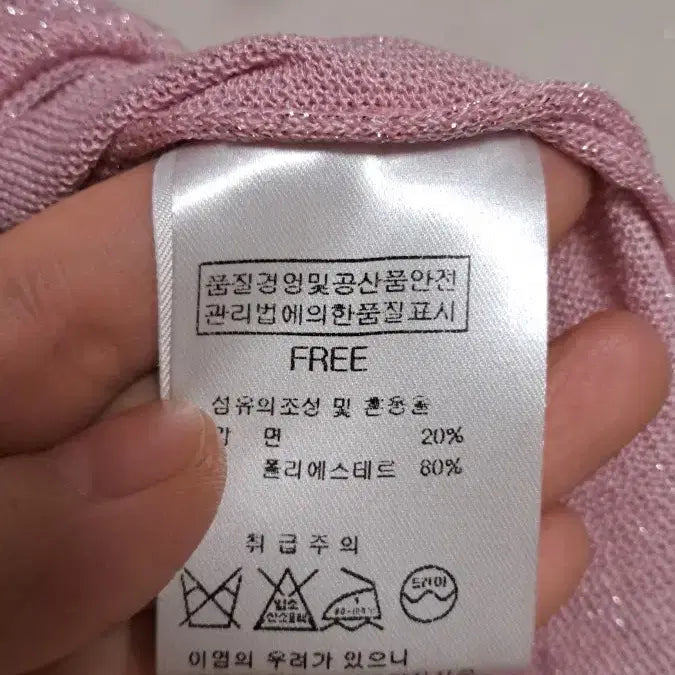 품질경영및공산품안전
관리법에의한품질표시
FREE
섬유의조성 및 혼용율
면 20%
폴리에스테르 80%
취급주의
염소
드라이
이염의 우려가 있으니